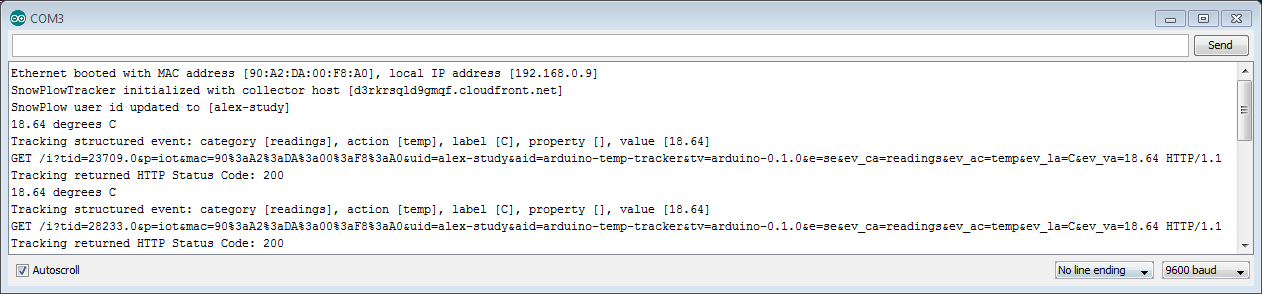 COM3
Send
Ethernet booted with MAC address [90:A2:DA:00:F8:A0], local IP address [192.168.0.9]
SnowPlowTracker initialized with collector host [d3rkrsqld9gmqf.cloudfront.net]
SnowPlow user id updated to [alex-study]
18.64 degrees C
Tracking structured event: category [readings], action [temp], label [C], property [], value [18.64]
GET /i?tid=23709.0&p=iot&mac=90%3aA2%3aDA%3a00%3aF8%3aA0&uid=alex-study&aid=arduino-temp-tracker&tv=arduino-0.1.0&e=se&ev_ca=readings&ev_ac=temp&ev_la=C&ev_va=18.64 HTTP/1.1
Tracking returned HTTP Status Code: 200
18.64 degrees C
Tracking structured event: category [readings], action [temp], label [C], property [], value [18.64]
GET /i?tid=28233.0&p=iot&mac=90%3aA2%3aDA%3a00%3aF8%3aA0&uid=alex-study&aid=arduino-temp-tracker&tv=arduino-0.1.0&e=se&ev_ca=readings&ev_ac=temp&ev_la=C&ev_va=18.64 HTTP/1.1
Tracking returned HTTP Status Code: 200
Autoscroll
No line ending
9600 baud